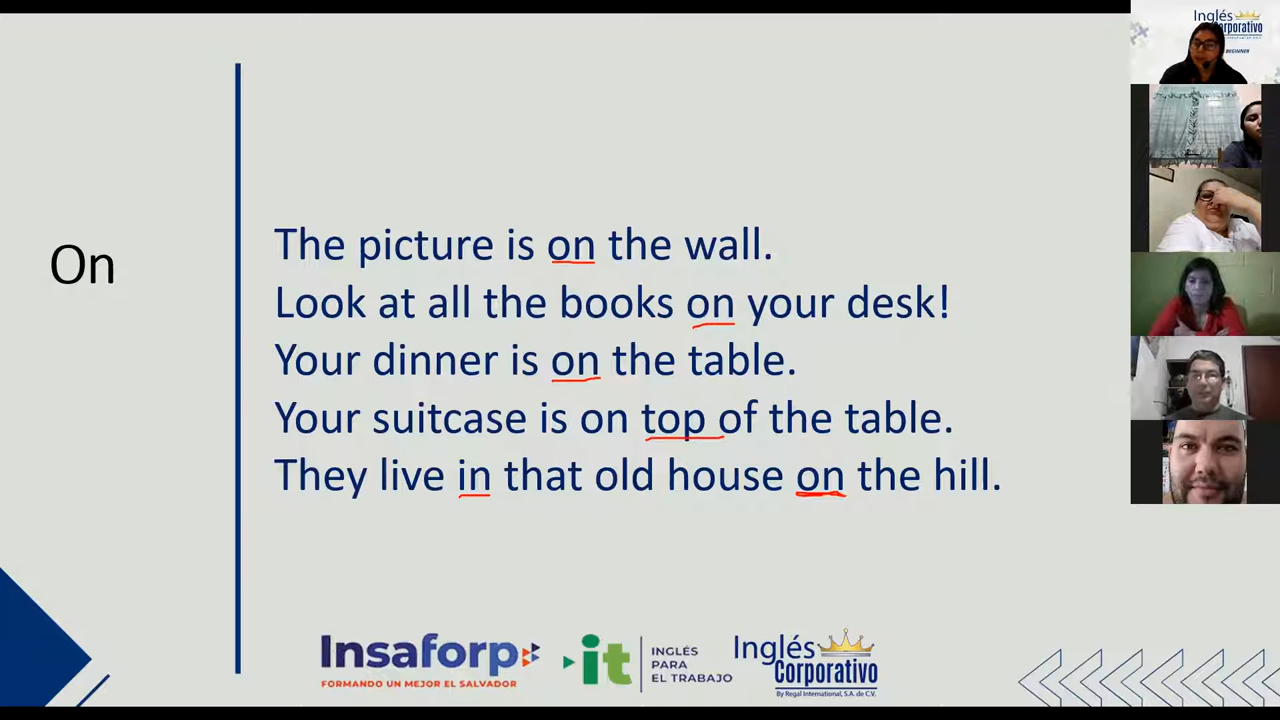 On
The picture is on the wall.
Look at all the books on your desk!
Your dinner is on the table.
Your suitcase is on top of the table.
They live in that old house on the hill.
Insaforp
FORMANDO UN MEJOR EL SALVADOR
it
INGLÉS
PARA
EL TRABAJO
Inglés
Corporativo
By Regal International, S.A. de C.V.
Inglés
Corporativo
BEGINNER